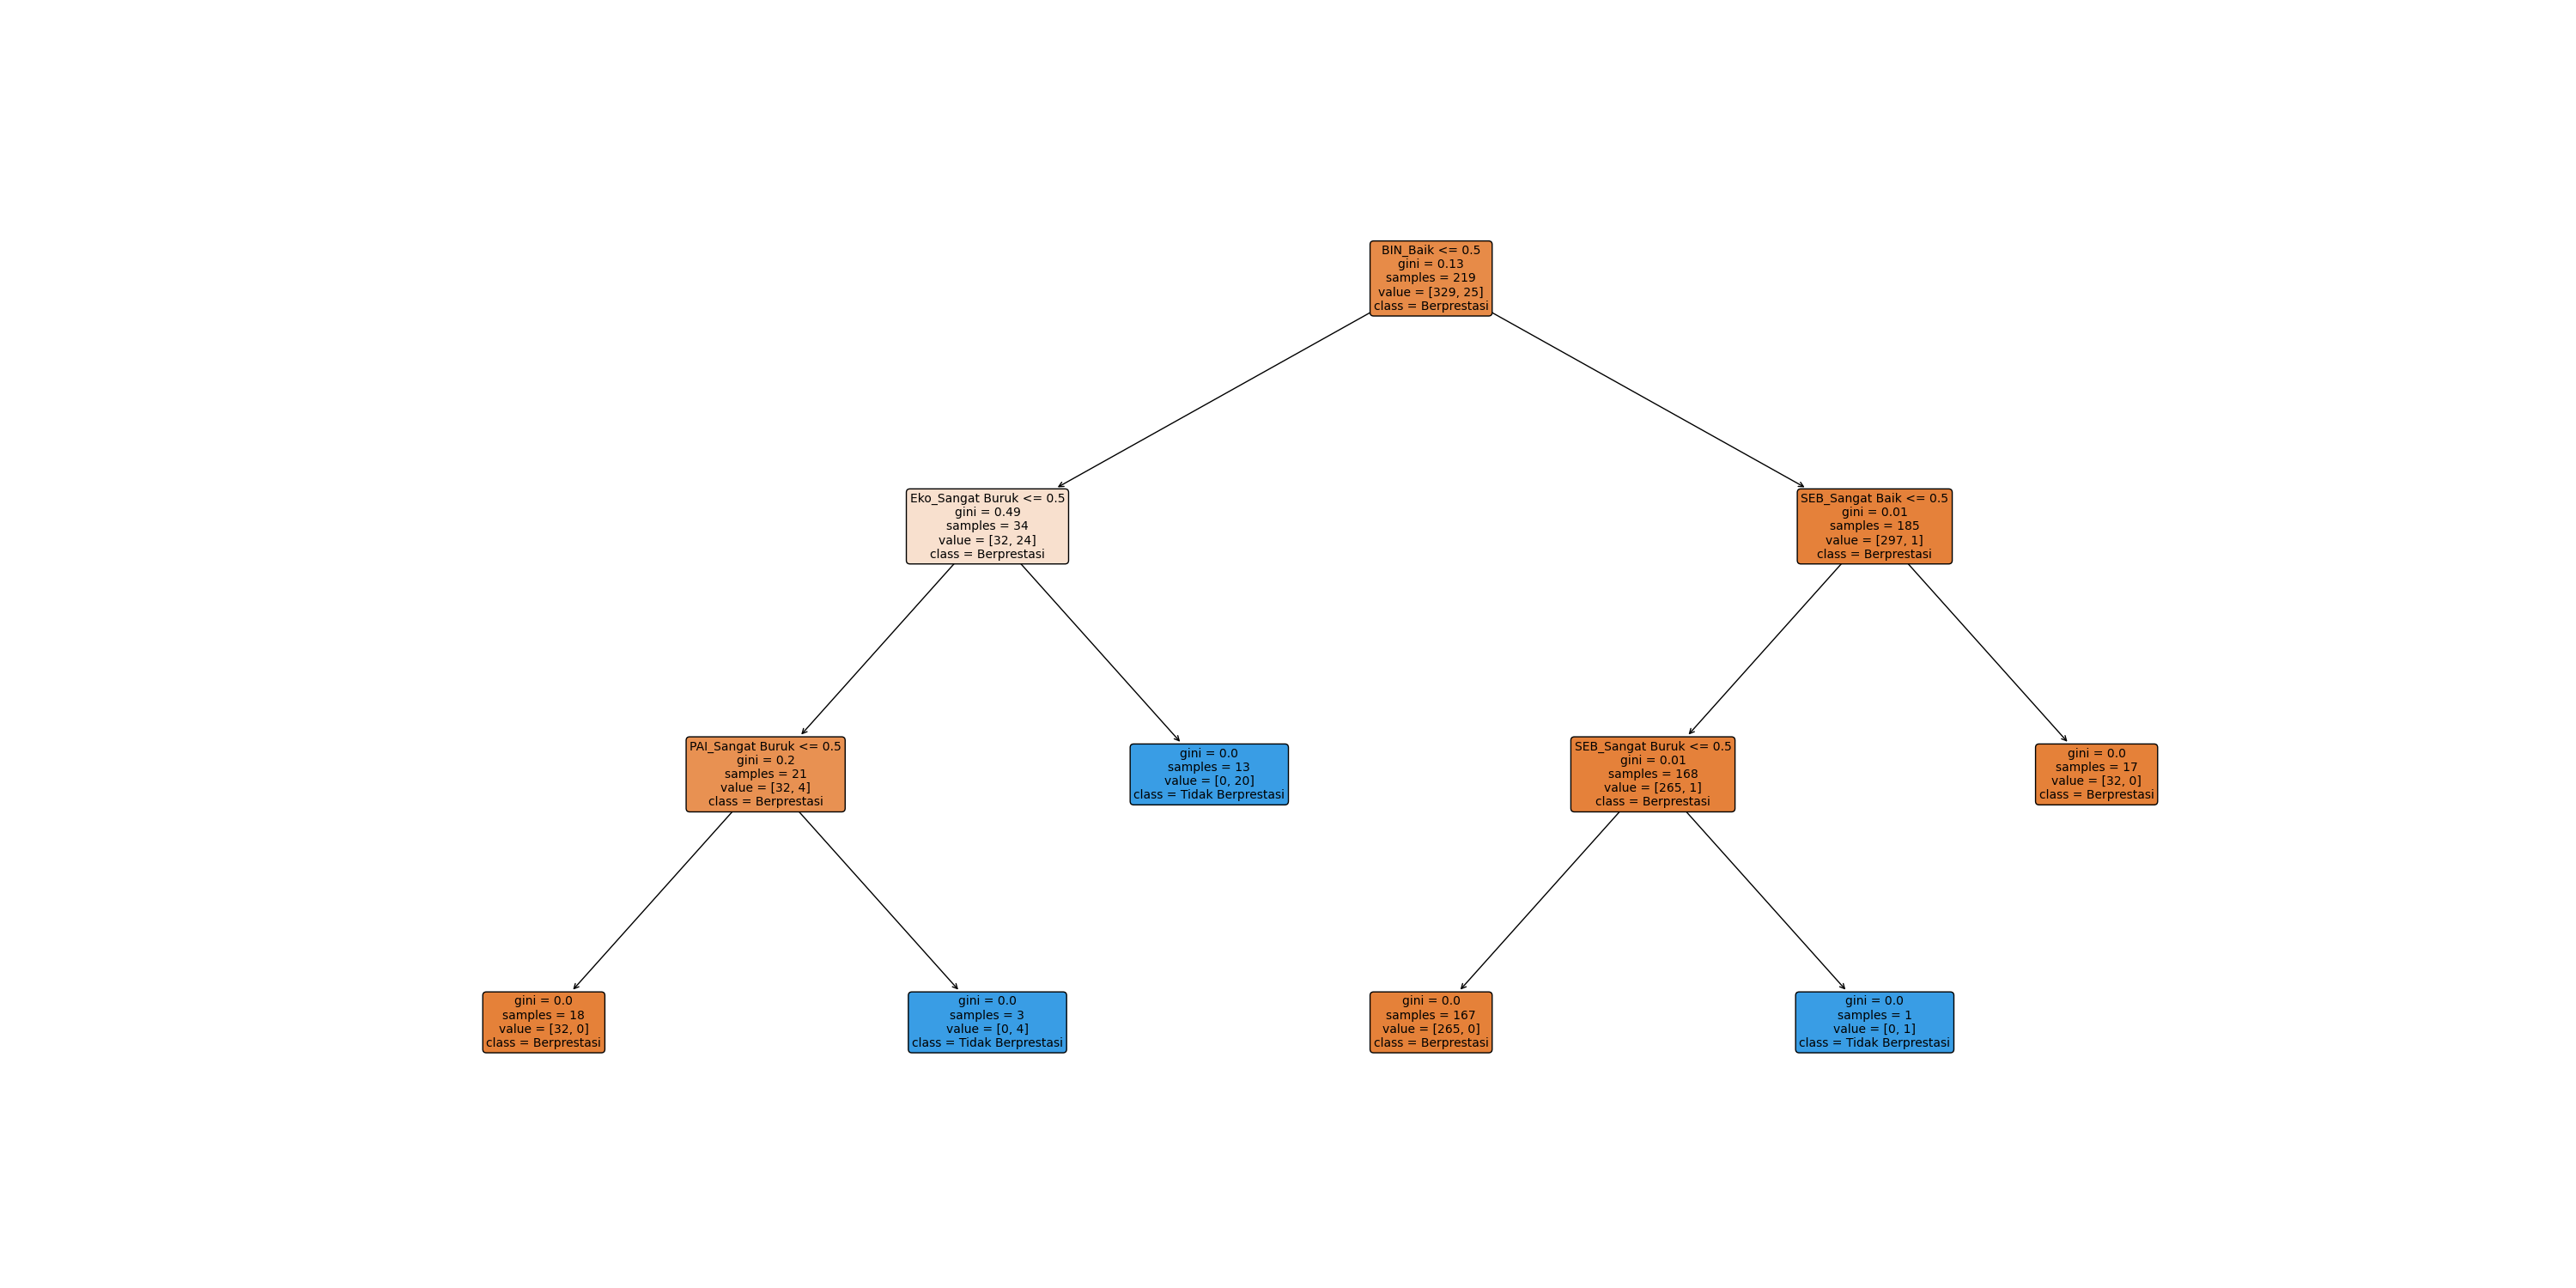 BIN_Baik <= 0.5
gini = 0.13
samples = 219
value = [329, 25]
class = Berprestasi
Eko_Sangat Buruk <= 0.5
gini = 0.49
samples = 34
value = [32, 24]
class = Berprestasi
SEB_Sangat Baik <= 0.5
gini = 0.01
samples = 185
value = [297, 1]
class = Berprestasi
PAI_Sangat Buruk <= 0.5
gini = 0.2
samples = 21
value = [32, 4]
class = Berprestasi
gini = 0.0
samples = 13
value = [0, 20]
class = Tidak Berprestasi
SEB_Sangat Buruk <= 0.5
gini = 0.01
samples = 168
value = [265, 1]
class = Berprestasi
gini = 0.0
samples = 17
value = [32, 0]
class = Berprestasi
gini = 0.0
samples = 18
value = [32, 0]
class = Berprestasi
gini = 0.0
samples = 3
value = [0, 4]
class = Tidak Berprestasi
gini = 0.0
samples = 167
value = [265, 0]
class = Berprestasi
gini = 0.0
samples = 1
value = [0, 1]
class = Tidak Berprestasi